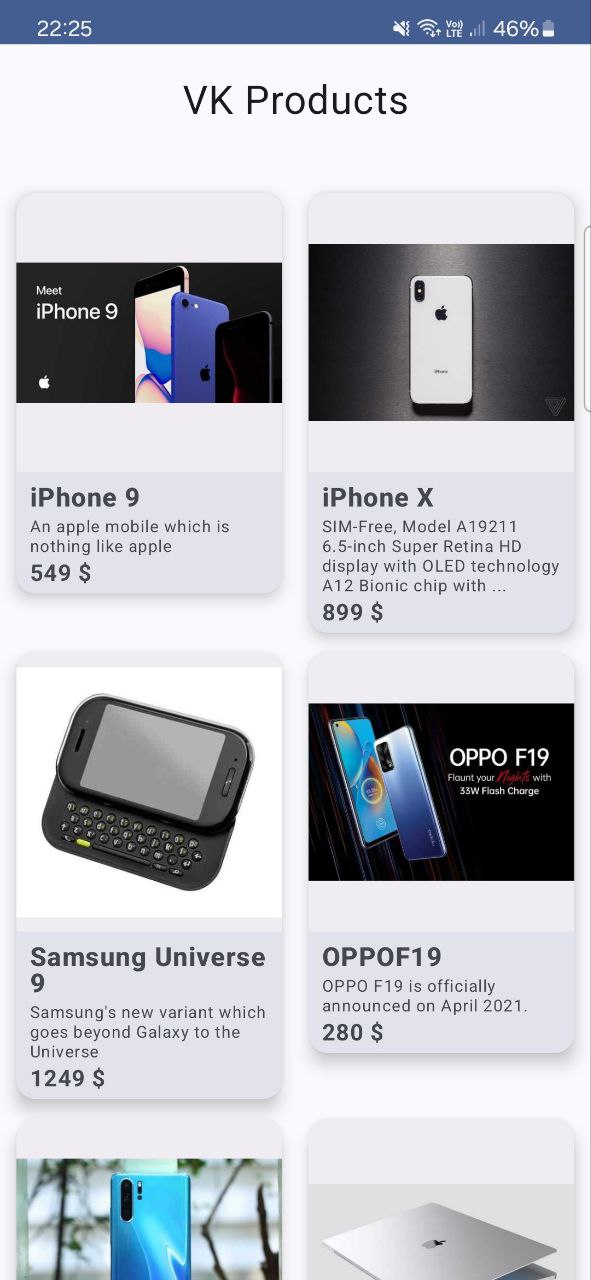 22:25
Vo))
LTE
46%
VK Products
Meet
iPhone 9
iPhone 9
An apple mobile which is
nothing like apple
549 $
iPhone
iPhone X
SIM-Free, Model A19211
6.5-inch Super Retina HD
display with OLED technology
A12 Bionic chip with ...
899 $
Samsung Universe
9
Samsung's new variant which
goes beyond Galaxy to the
Universe
1249 $
OPPO F19
Flaunt your Nights with
33W Flash Charge
OPPOF19
OPPO F19 is officially
announced on April 2021.
280 $